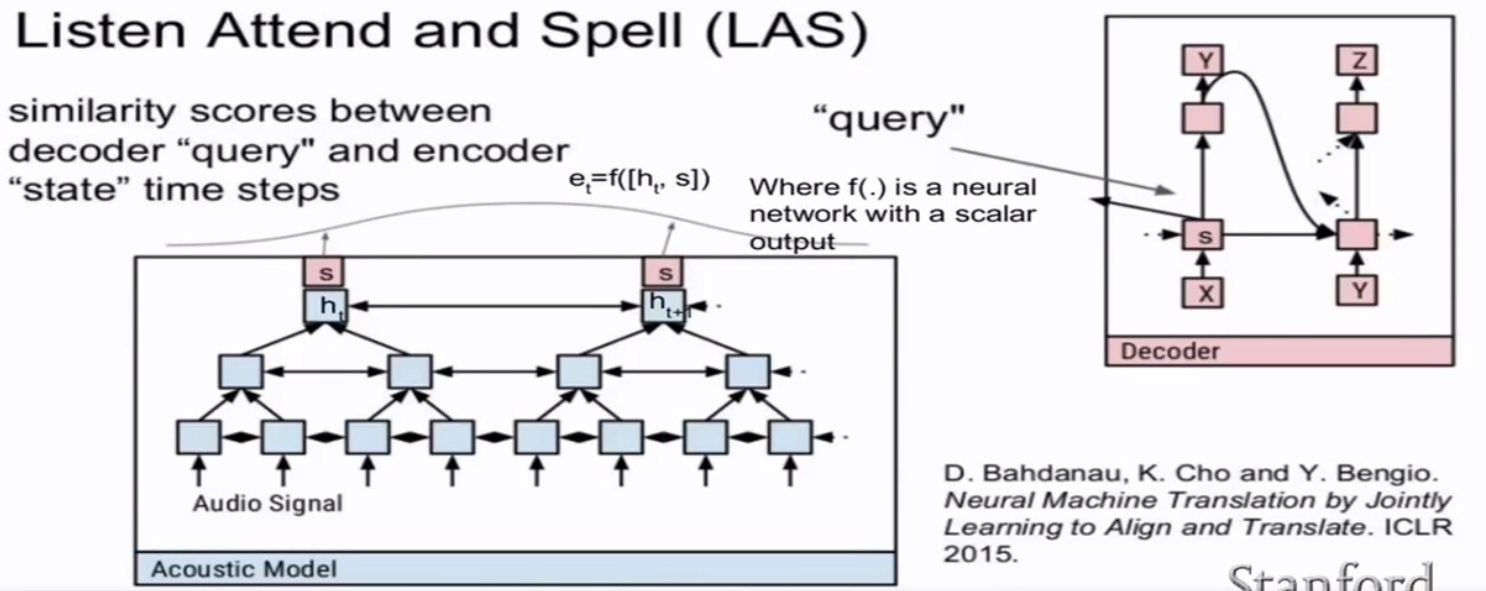 Listen Attend and Spell (LAS)
similarity scores between
decoder “query" and encoder
“state” time steps
e_t=f([h_t, s])
“query"
Where f(.) is a neural
network with a scalar
output
s
s
h_t
h_t+1
Audio Signal
Acoustic Model
Y
Z
s
X
Y
Decoder
D. Bahdanau, K. Cho and Y. Bengio.
Neural Machine Translation by Jointly
Learning to Align and Translate. ICLR
2015.
Stanford